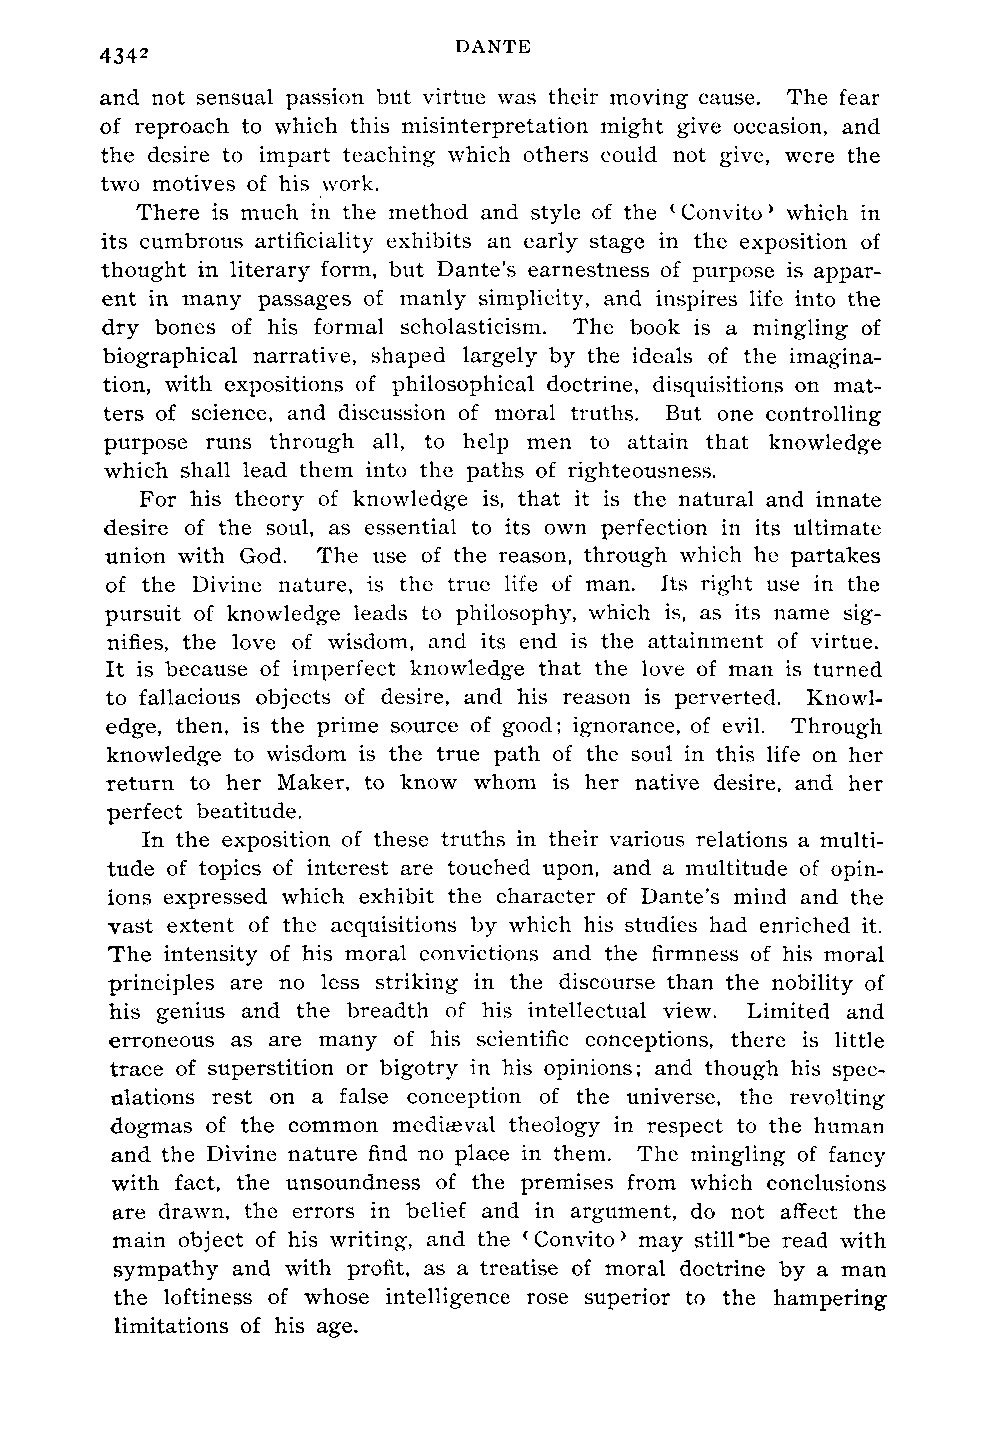 4342
DANTE
and not sensual passion but virtue was their moving cause. The fear
of reproach to which this misinterpretation might give occasion, and
the desire to impart teaching which others could not give, were the
two motives of his work.
There is much in the method and style of the ‘Convito’ which in
its cumbrous artificiality exhibits an early stage in the exposition of
thought in literary form, but Dante's earnestness of purpose is appar-
ent in many passages of manly simplicity, and inspires life into the
dry bones of his formal scholasticism. The book is a mingling of
biographical narrative, shaped largely by the ideals of the imagina-
tion, with expositions of philosophical doctrine, disquisitions on mat-
ters of science, and discussion of moral truths. But one controlling
purpose runs through all, to help men to attain that knowledge
which shall lead them into the paths of righteousness.
For his theory of knowledge is, that it is the natural and innate
desire of the soul, as essential to its own perfection in its ultimate
union with God. The use of the reason, through which he partakes
of the Divine nature, is the true life of man. Its right use in the
pursuit of knowledge leads to philosophy, which is, as its name sig-
nifies, the love of wisdom, and its end is the attainment of virtue.
It is because of imperfect knowledge that the love of man is turned
to fallacious objects of desire, and his reason is perverted. Knowl-
edge, then, is the prime source of good; ignorance, of evil. Through
knowledge to wisdom is the true path of the soul in this life on her
return to her Maker, to know whom is her native desire, and her
perfect beatitude.
In the exposition of these truths in their various relations a multi-
tude of topics of interest are touched upon, and a multitude of opin-
ions expressed which exhibit the character of Dante's mind and the
vast extent of the acquisitions by which his studies had enriched it.
The intensity of his moral convictions and the firmness of his moral
principles are no less striking in the discourse than the nobility of
his genius and the breadth of his intellectual view. Limited and
erroneous as are many of his scientific conceptions, there is little
trace of superstition or bigotry in his opinions; and though his spec-
ulations rest on a false conception of the universe, the revolting
dogmas of the common mediæval theology in respect to the human
and the Divine nature find no place in them. The mingling of fancy
with fact, the unsoundness of the premises from which conclusions
are drawn, the errors in belief and in argument, do not affect the
main object of his writing, and the ‘Convito’ may still be read with
sympathy and with profit, as a treatise of moral doctrine by a man
the loftiness of whose intelligence rose superior to the hampering
limitations of his age.